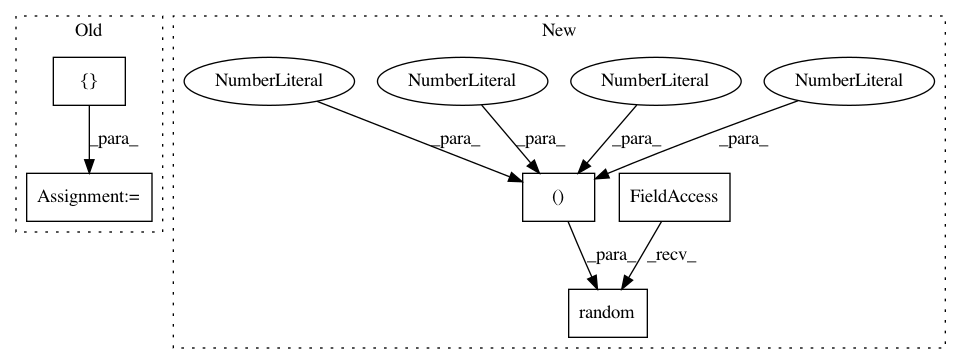 Old
New
{}
NumberLiteral
NumberLiteral
NumberLiteral
NumberLiteral
_para_
_para_
_para_
_para_
_para_
Assignment:=
()
FieldAccess
_para_
_recv_
random